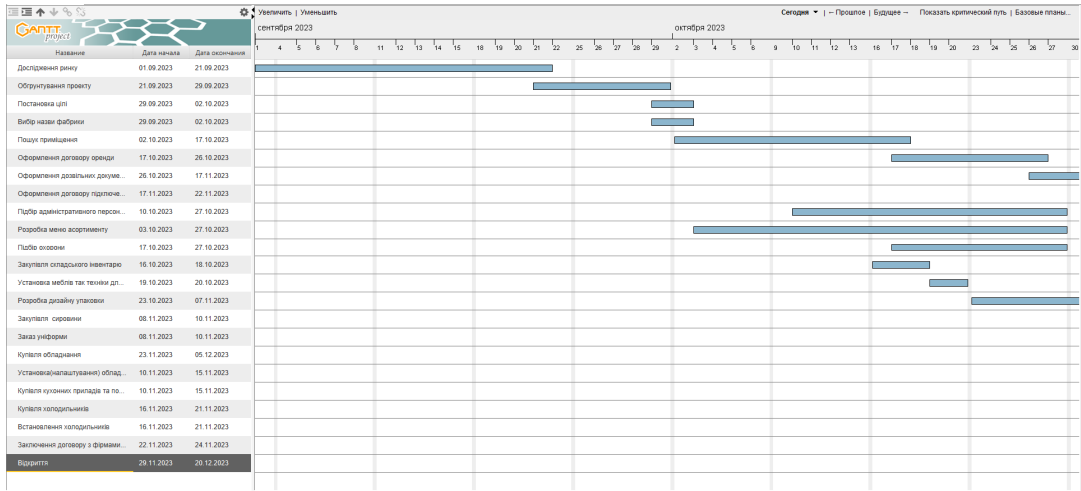 Увеличить | Уменьшить
Сегодня ▼ | ←Прошлое | Будущее→ Показать критический путь | Базовые планы...
GANTT
project
сентября 2023 октября 2023
Название Дата начала Дата окончания
1 4 5 6 7 8 11 12 13 14 15 18 19 20 21 22 25 26 27 28 29 2 3 4 5 6 9 10 11 12 13 16 17 18 19 20 23 24 25 26 27 30
Дослідження ринку 01.09.2023 21.09.2023
Обгрунтування проекту 21.09.2023 29.09.2023
Постановка цілі 29.09.2023 02.10.2023
Вибір назви фабрики 29.09.2023 02.10.2023
Пошук приміщення 02.10.2023 17.10.2023
Оформлення договору оренди 17.10.2023 26.10.2023
Оформлення дозвільних докуме... 26.10.2023 17.11.2023
Оформлення договору підключе... 17.11.2023 22.11.2023
Підбір адміністративного персон... 10.10.2023 27.10.2023
Розробка меню асортименту 03.10.2023 27.10.2023
Підбір охорони 17.10.2023 27.10.2023
Закупівля складського інвентарю 16.10.2023 18.10.2023
Установка меблів так техніки дл... 19.10.2023 20.10.2023
Розробка дизайну упаковки 23.10.2023 07.11.2023
Закупівля сировини 08.11.2023 10.11.2023
Заказ уніформи 08.11.2023 10.11.2023
Купівля обладнання 23.11.2023 05.12.2023
Установка(налаштування) облад... 10.11.2023 15.11.2023
Купівля кухонних приладів та по... 10.11.2023 15.11.2023
Купівля холодильників 16.11.2023 21.11.2023
Встановлення холодильників 16.11.2023 21.11.2023
Заключення договору з фірмами... 22.11.2023 24.11.2023
Відкриття 29.11.2023 20.12.2023